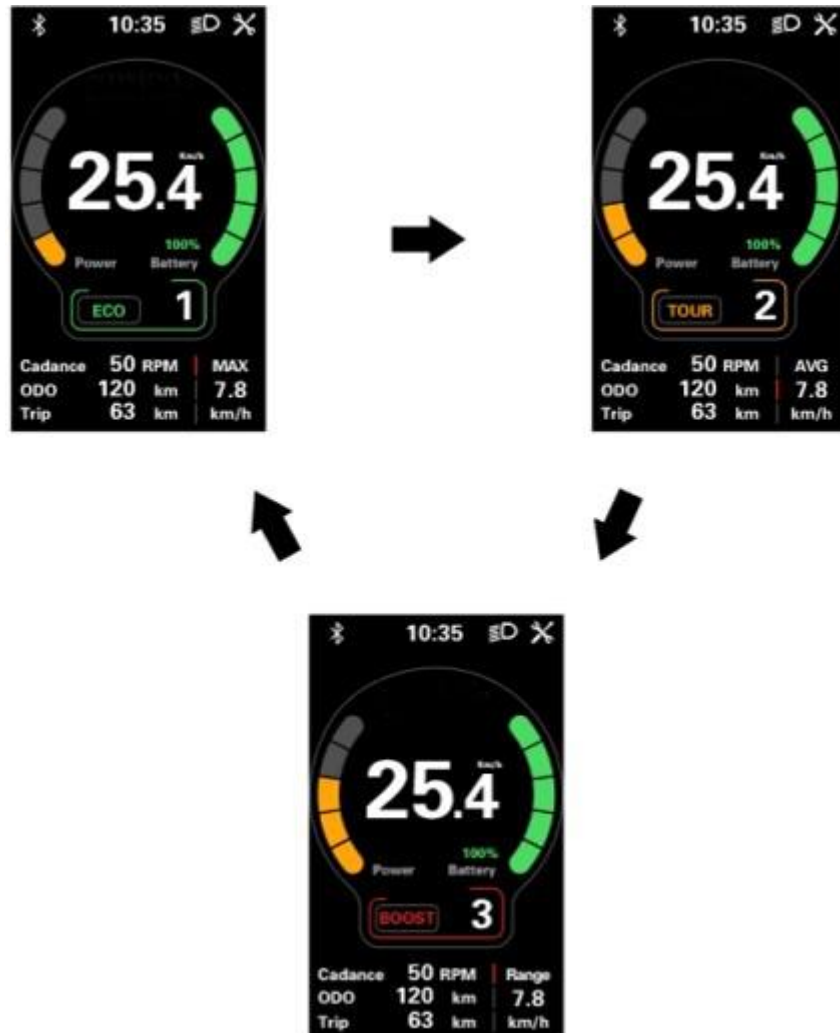 10:35
Km/h
25.4
100%
Power Battery
ECO 1
Cadance 50 RPM MAX
ODO 120 km 7.8
Trip 63 km km/h
10:35
Km/h
25.4
100%
Power Battery
TOUR 2
Cadance 50 RPM AVG
ODO 120 km 7.8
Trip 63 km km/h
10:35
Km/h
25.4
100%
Power Battery
BOOST 3
Cadance 50 RPM Range
ODO 120 km 7.8
Trip 63 km km/h